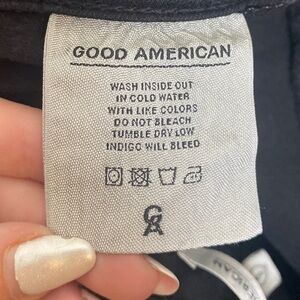 GOOD AMERICAN
WASH INSIDE OUT
IN COLD WATER
WITH LIKE COLORS
DO NOT BLEACH
TUMBLE DRY LOW
INDIGO WILL BLEED
GA